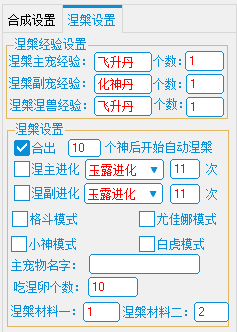 合成设置 涅槃设置
涅槃经验设置
涅槃主宠经验： 飞升丹 个数： 1
涅槃副宠经验： 化神丹 个数： 1
涅槃涅兽经验： 飞升丹 个数： 1
涅槃设置
合出 10 个神后开始自动涅槃
涅主进化 玉露进化 11 次
涅副进化 玉露进化 11 次
格斗模式 尤佳娜模式
小神模式 白虎模式
主宠物名字：
吃涅卵个数： 10
涅槃材料一： 1 涅槃材料二： 2